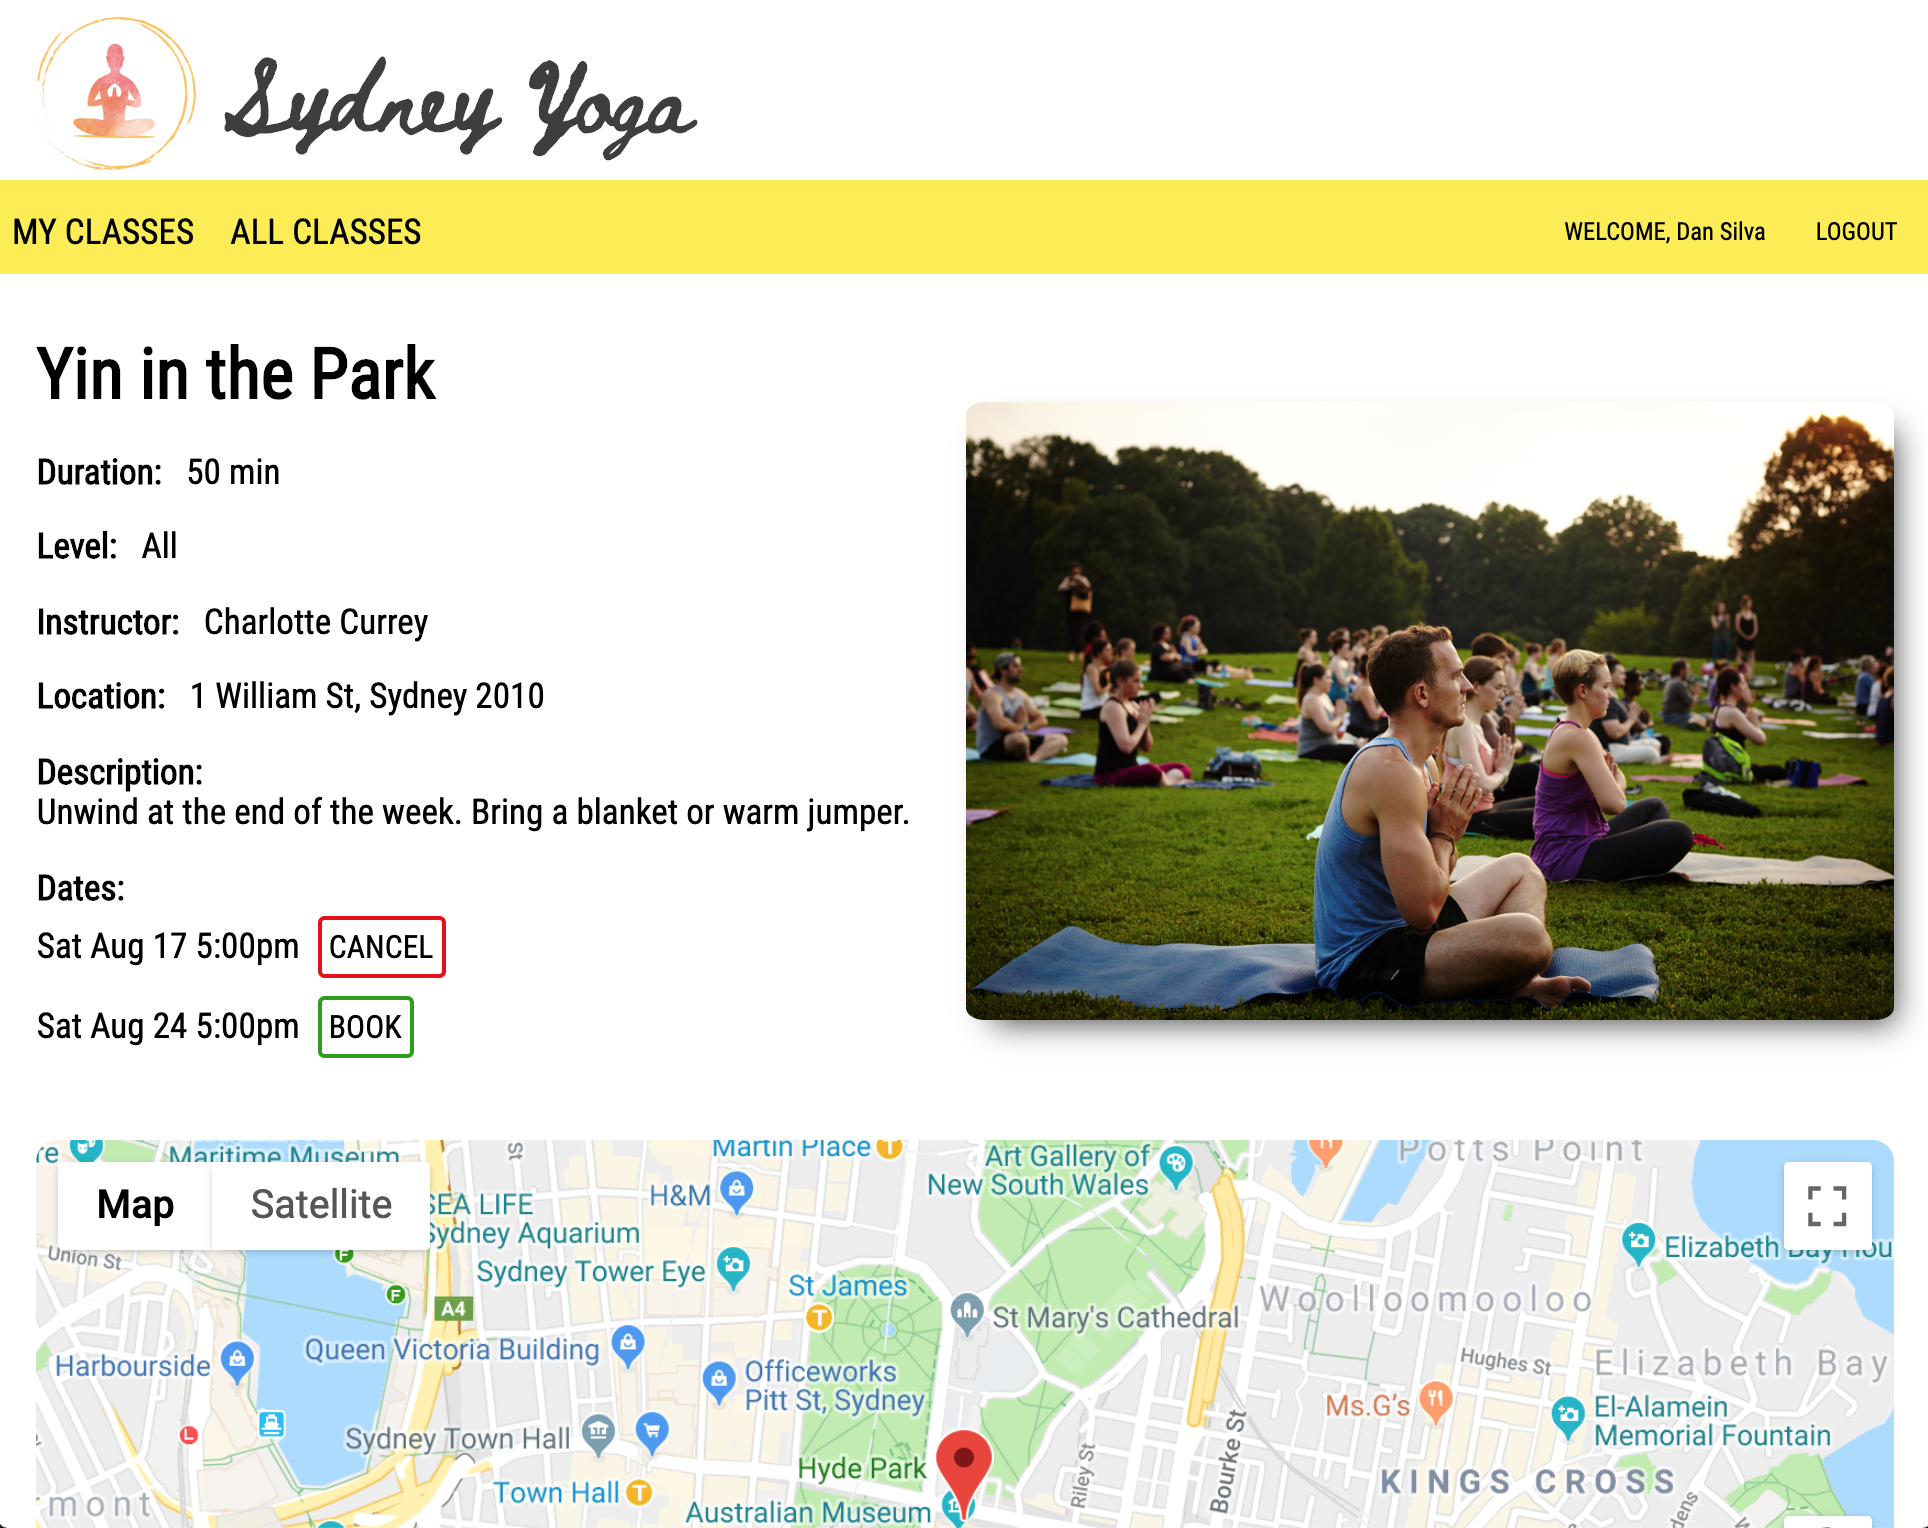 Sydney Yoga
MY CLASSES ALL CLASSES WELCOME, Dan Silva LOGOUT
Yin in the Park
Duration: 50 min
Level: All
Instructor: Charlotte Currey
Location: 1 William St, Sydney 2010
Description:
Unwind at the end of the week. Bring a blanket or warm jumper.
Dates:
Sat Aug 17 5:00pm CANCEL
Sat Aug 24 5:00pm BOOK
re
Maritime Museum
St
Martin Place T
Art Gallery of
New South Wales
Potts Point
Map Satellite
H&M
SEA LIFE
Sydney Aquarium
Elizabeth Bay Hou
Union St
F
Sydney Tower Eye
St James
T
F
A4
St Mary's Cathedral
Woolloomooloo
Queen Victoria Building
Harbourside
Officeworks
Pitt St, Sydney
Hughes St
Elizabeth Bay
Ms.G's
El-Alamein
Memorial Fountain
L
Sydney Town Hall
Riley St
Bourke St
Hyde Park
KINGS CROSS
Town Hall T
mont
Australian Museum
dens